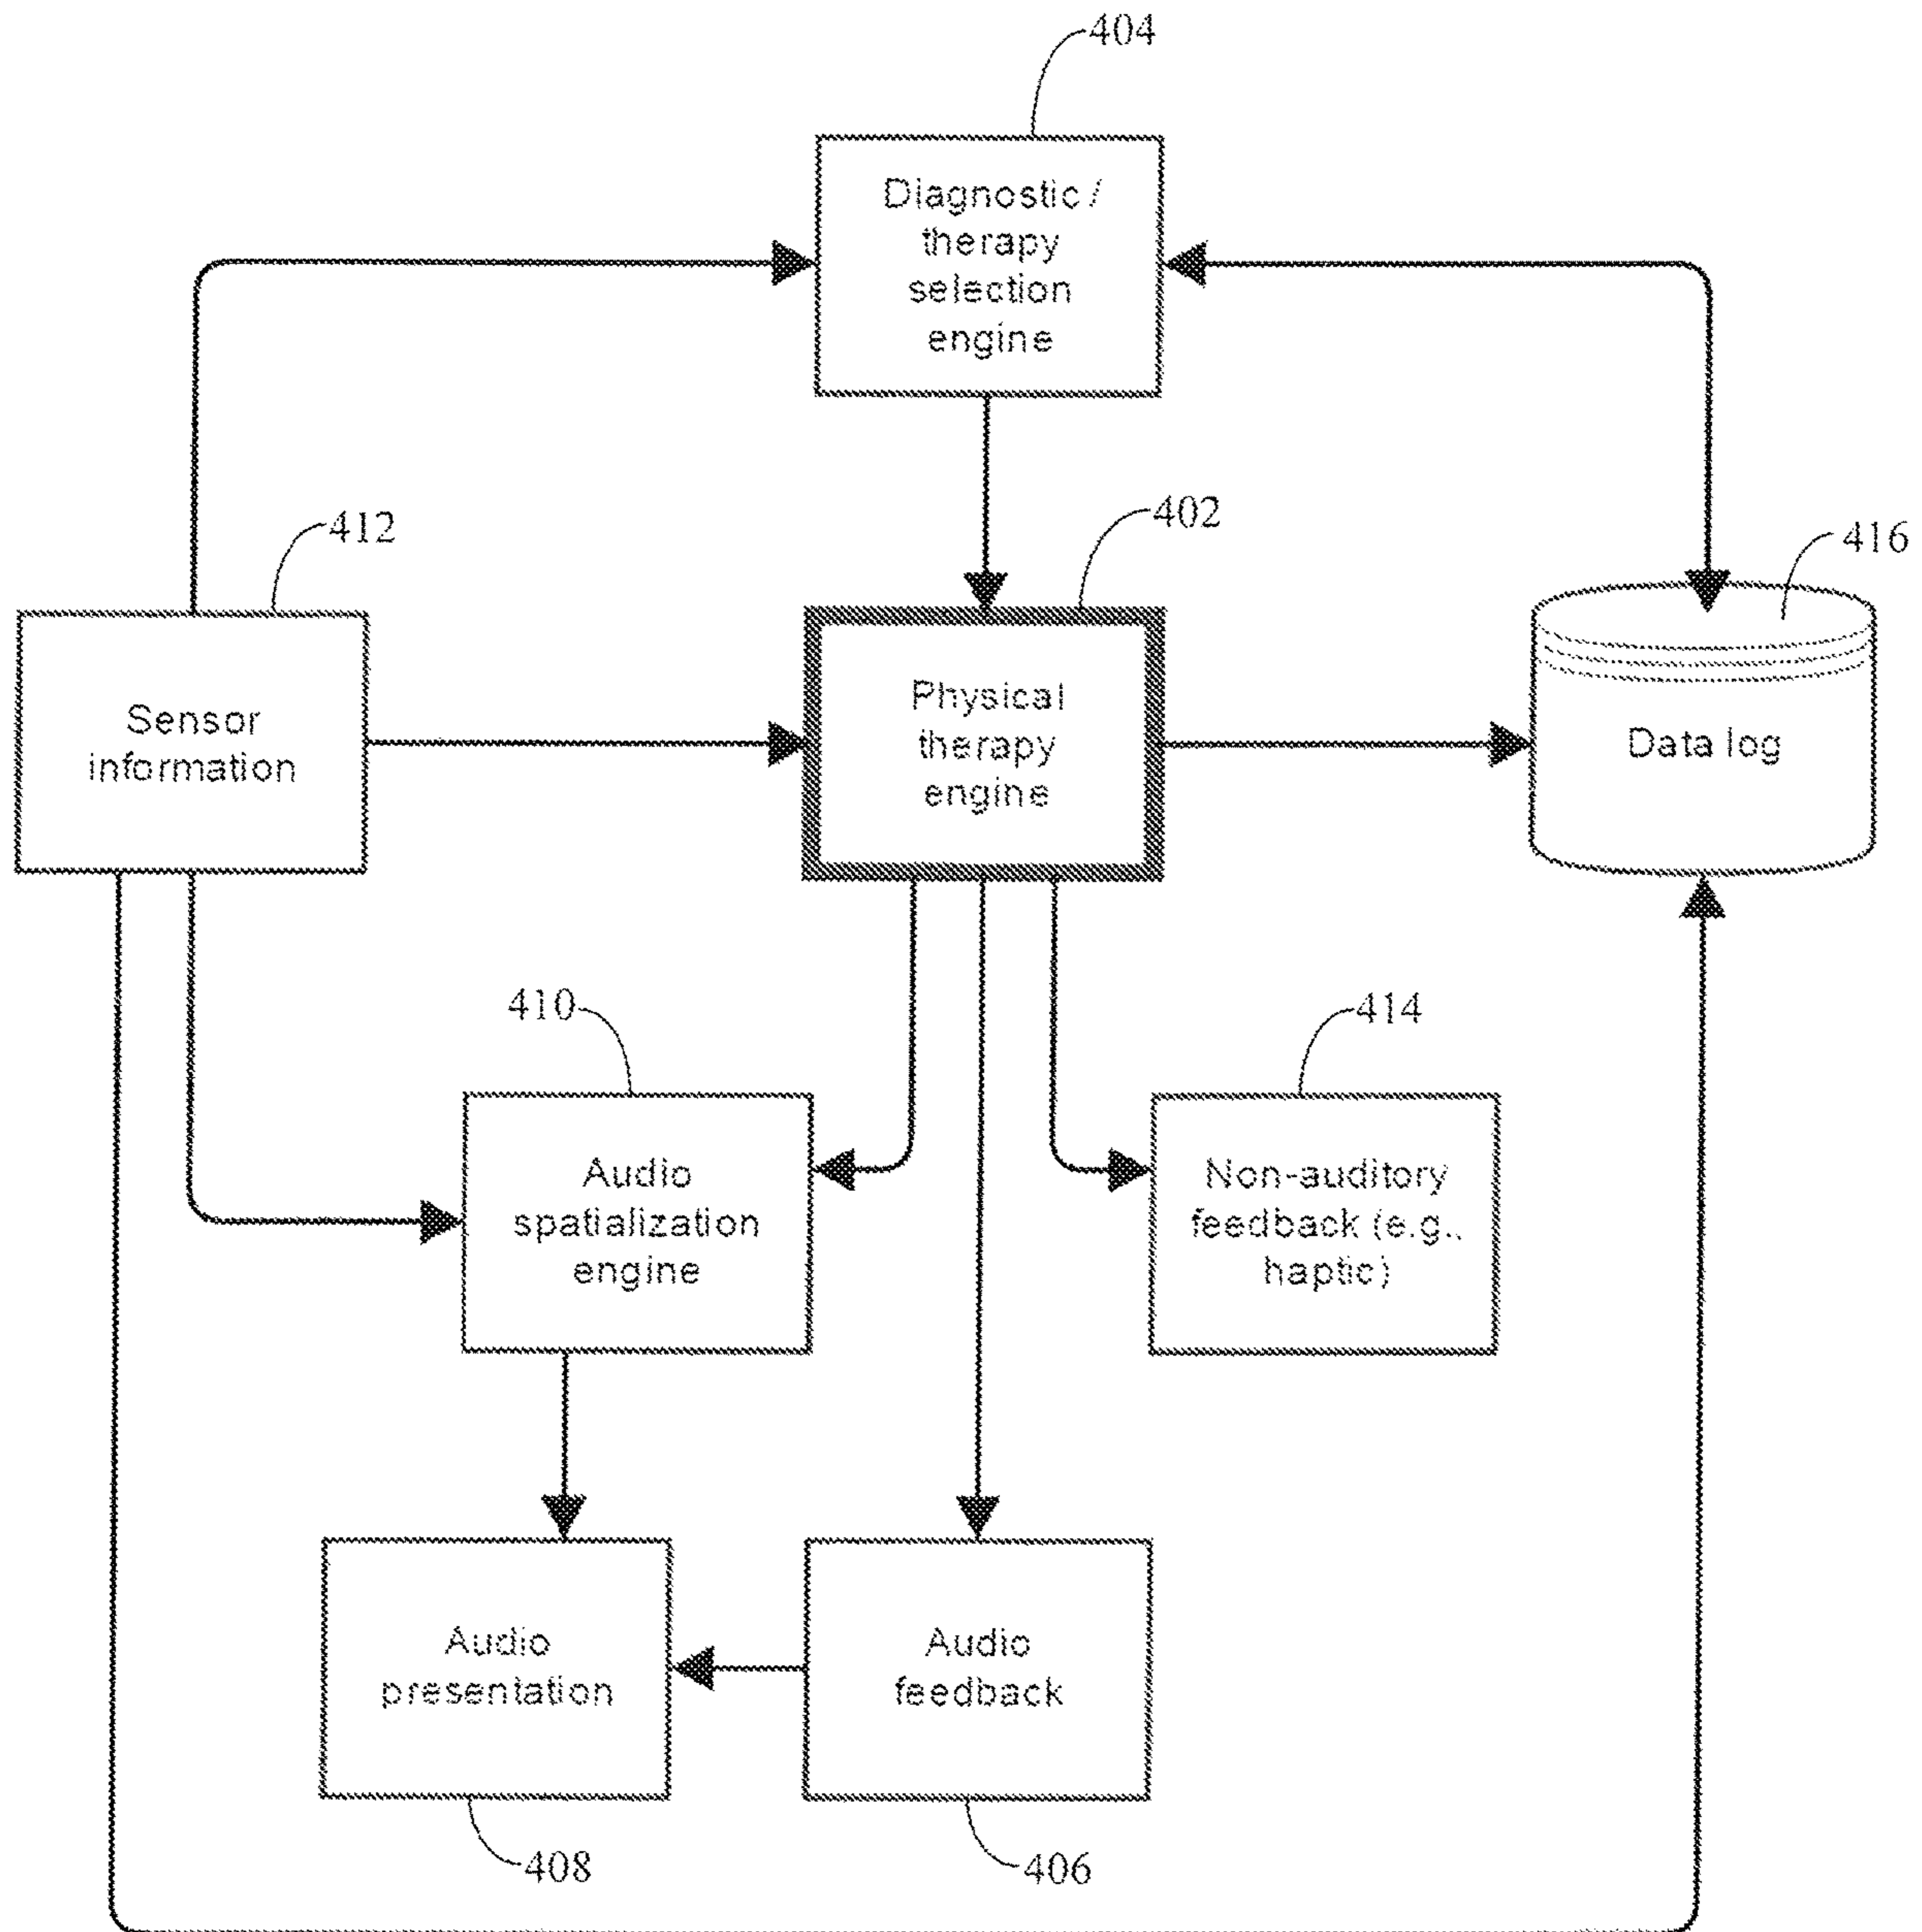 404
Diagnostic /
therapy
selection
engine
412
402
416
Sensor
information
Physical
therapy
engine
Data log
410
414
Audio
spatialization
engine
Non-auditory
feedback (e.g.,
haptic)
Audio
presentation
Audio
feedback
408
406